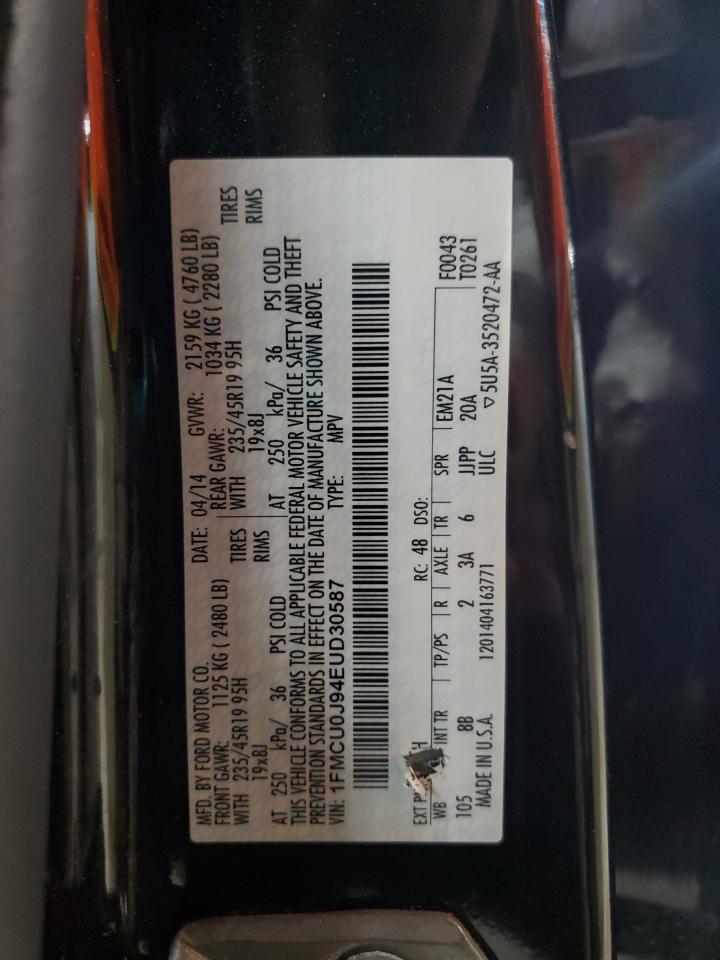 MFD. BY FORD MOTOR CO.
DATE: 04/14 GVWR: 2159 KG ( 4760 LB)
FRONT GAWR: 1125 KG ( 2480 LB) REAR GAWR: 1034 KG ( 2280 LB)
WITH 235/45R19 95H TIRES WITH 235/45R19 95H TIRES
19x8J RIMS 19x8J RIMS
AT 250 kPa/ 36 PSI COLD AT 250 kPa/ 36 PSI COLD
THIS VEHICLE CONFORMS TO ALL APPLICABLE FEDERAL MOTOR VEHICLE SAFETY AND THEFT
PREVENTION STANDARDS IN EFFECT ON THE DATE OF MANUFACTURE SHOWN ABOVE.
VIN: 1FMCU0J94EUD30587 TYPE: MPV
EXT RC: 48 DSO: F0043
WB INT TR TP/PS R AXLE TR SPR EM21A T0261
105 8B 2 3A 6 JJPP 20A
MADE IN U.S.A. 1201404163771 ULC ▽5U5A-3520472-AA